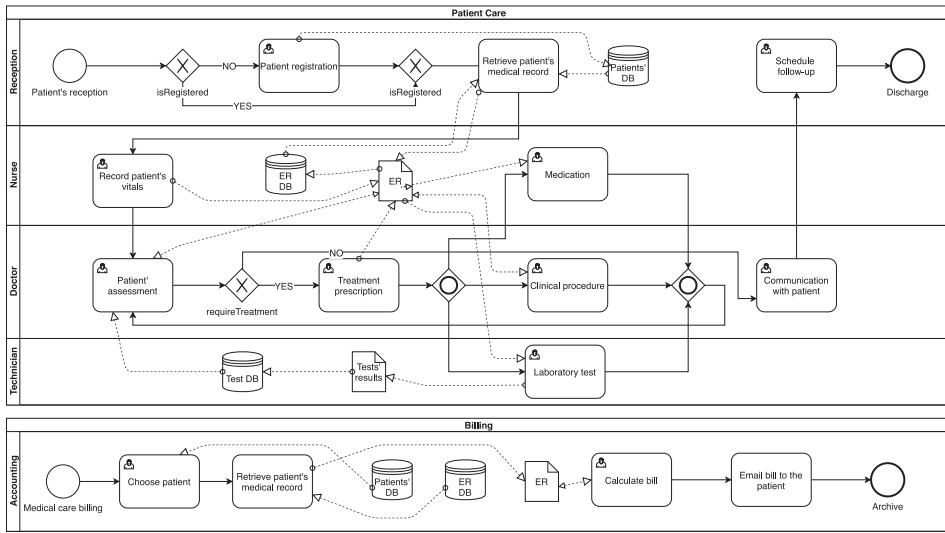 Patient Care
Reception
Patient's reception
isRegistered
NO
YES
Patient registration
isRegistered
Retrieve patient's
medical record
Patients'
DB
Schedule
follow-up
Discharge
Nurse
Record patient's
vitals
ER
DB
ER
Medication
Doctor
Patient'
assessment
requireTreatment
NO
YES
Treatment
prescription
Clinical procedure
Communication
with patient
Technician
Test DB
Tests'
results
Laboratory test
Billing
Accounting
Medical care billing
Choose patient
Retrieve patient's
medical record
Patients'
DB
ER
DB
ER
Calculate bill
Email bill to the
patient
Archive